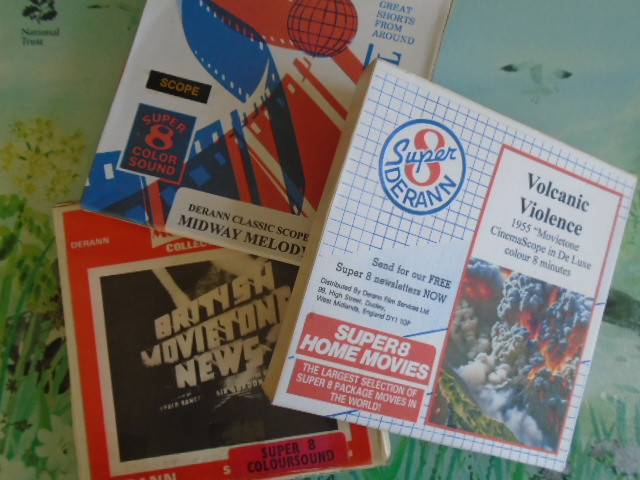 National
Trust
GREAT
SHORTS
FROM
AROUND
SCOPE
SUPER
8
COLOR
SOUND
DERANN CLASSIC SCOPE
MIDWAY MELODY
Super
8
DERANN
Volcanic
Violence
1955 "Movietone
CinemaScope in De Luxe
colour 8 minutes
Send for our FREE
Super 8 newsletters NOW
Distributed By Derann Film Services Ltd.
99, High Street, Dudley,
West Midlands, England DY1 1QP
SUPER8
HOME MOVIES
THE LARGEST SELECTION OF
SUPER 8 PACKAGE MOVIES IN
THE WORLD!
DERANN
BRITISH
MOVIETONE
NEWS
SUPER 8
COLOURSOUND